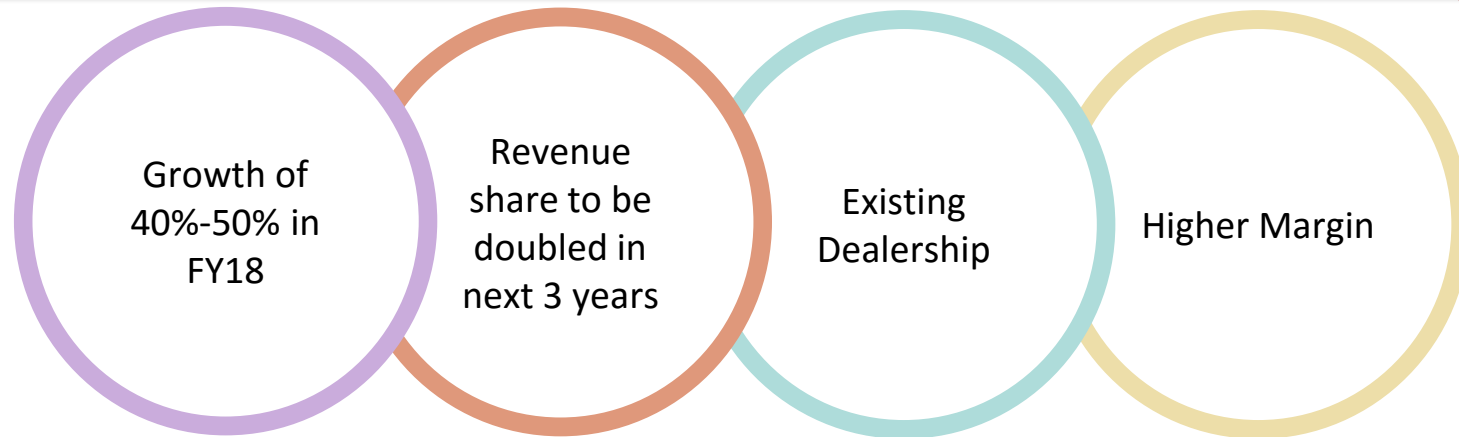 Growth of
40%-50% in
FY18
Revenue
share to be
doubled in
next 3 years
Existing
Dealership
Higher Margin